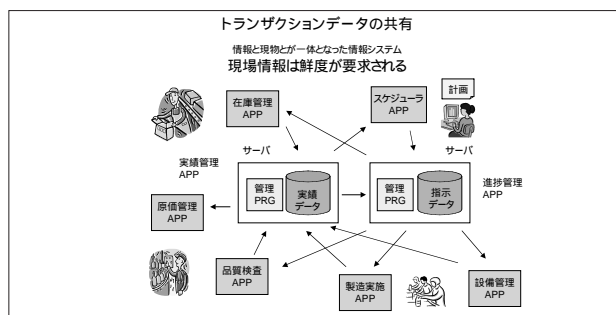 トランザクションデータの共有
情報と現物とが一体となった情報システム
現場情報は鮮度が要求される
在庫管理
APP
スケジューラ
APP
計画
サーバ
サーバ
実績管理
APP
管理
PRG
実績
データ
管理
PRG
指示
データ
進捗管理
APP
原価管理
APP
品質検査
APP
製造実施
APP
設備管理
APP